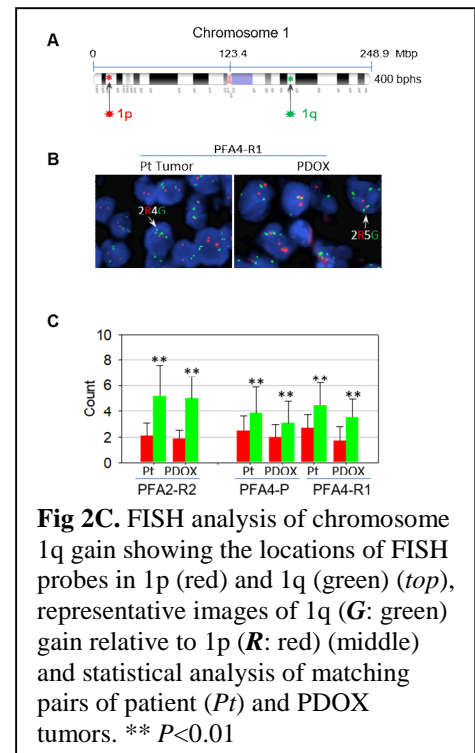 A
Chromosome 1
0 123.4 248.9 Mbp
400 bphs
1p 1q
B
PFA4-R1
Pt Tumor PDOX
2R4G 2R5G
C
10
8
6
4
2
0
Count
** ** ** ** ** **
Pt PDOX Pt PDOX Pt PDOX
PFA2-R2 PFA4-P PFA4-R1
Fig 2C. FISH analysis of chromosome
1q gain showing the locations of FISH
probes in 1p (red) and 1q (green) (top),
representative images of 1q (G: green)
gain relative to 1p (R: red) (middle)
and statistical analysis of matching
pairs of patient (Pt) and PDOX
tumors. ** P<0.01